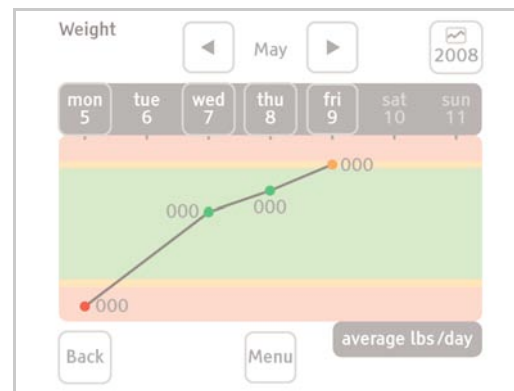 Weight
May
2008
mon tue wed thu fri sat sun
5 6 7 8 9 10 11
000
000
000
000
average lbs/day
Back
Menu